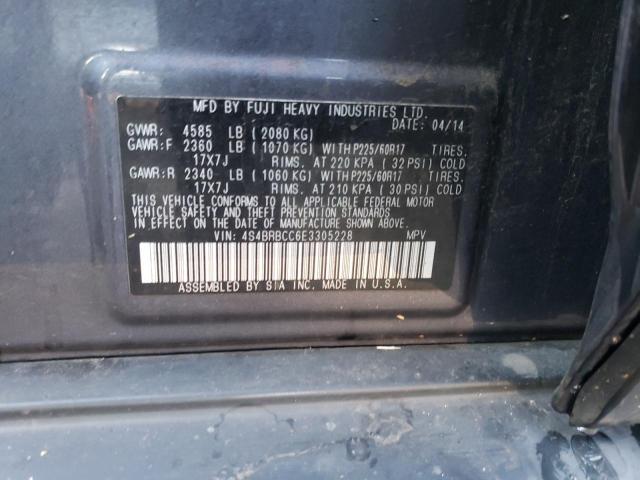 MFD BY FUJI HEAVY INDUSTRIES LTD.
DATE: 04/14
GVWR: 4585 LB ( 2080 KG)
GAWR:F 2360 LB ( 1070 KG) WITH P225/60R17 TIRES.
17X7J RIMS. AT 220 KPA ( 32 PSI) COLD
GAWR:R 2340 LB ( 1060 KG) WITH P225/60R17 TIRES.
17X7J RIMS. AT 210 KPA ( 30 PSI) COLD
THIS VEHICLE CONFORMS TO ALL APPLICABLE FEDERAL MOTOR
VEHICLE SAFETY AND THEFT PREVENTION STANDARDS
IN EFFECT ON THE DATE OF MANUFACTURE SHOWN ABOVE.
VIN: 4S4BRBCC6E3305228 MPV
ASSEMBLED BY SIA INC. MADE IN U.S.A.